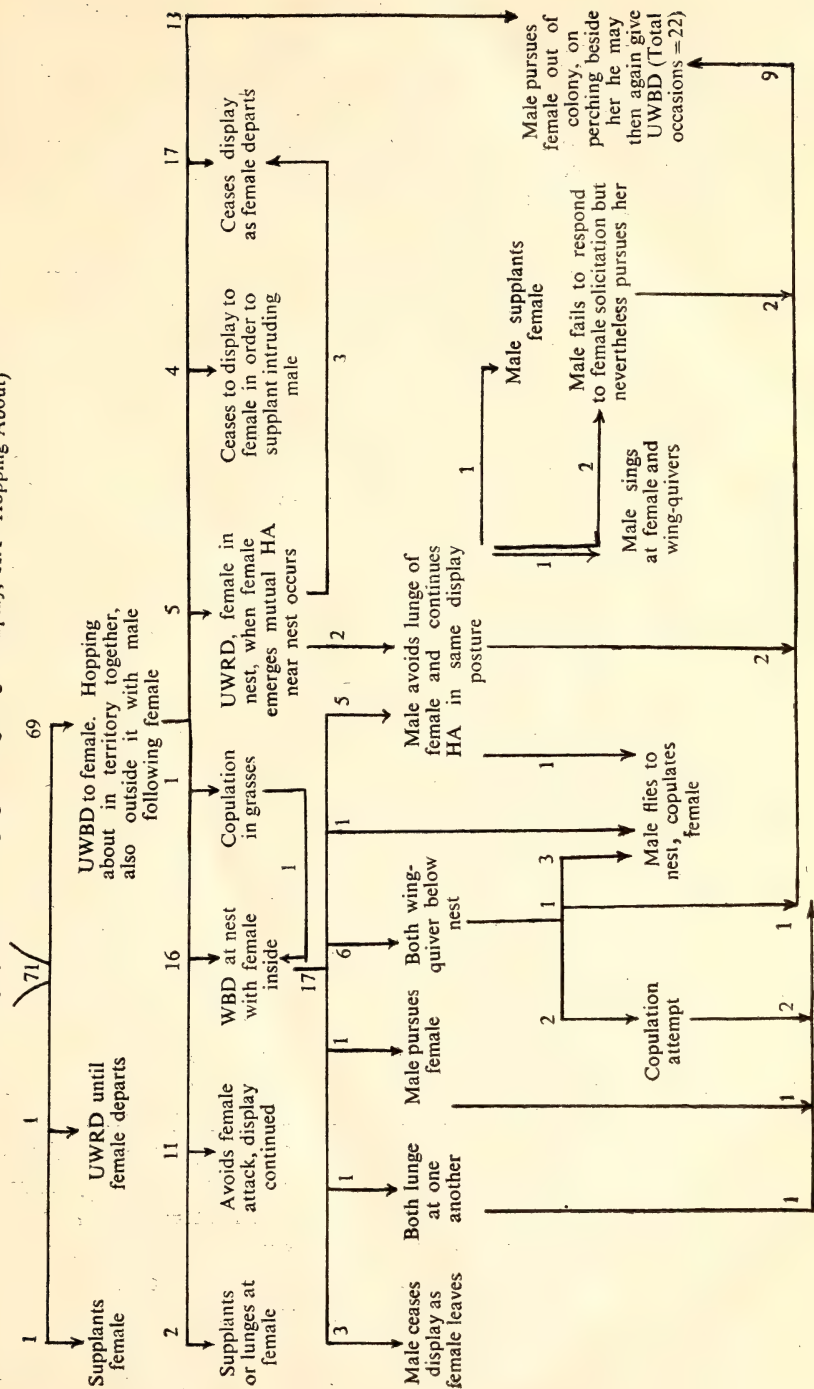 Hopping About)
71
1
1
69
Supplants
female
UWRD until
female departs
UWBD to female. Hopping
about in territory together,
also outside it with male
following female
2
11
16
1
5
4
17
13
Supplants
or lunges at
female
Avoids female
attack, display
continued
WBD at nest
with female
inside
Copulation
in grasses
UWRD, female in
nest, when female
emerges mutual HA
near nest occurs
Ceases to display to
female in order to
supplant intruding
male
Ceases display
as female departs
1
17
2
3
3
1
1
6
1
5
Male ceases
display as
female leaves
Both lunge
at one
another
Male pursues
female
Both wing-
quiver below
nest
Male avoids lunge of
female and continues
HA in same display
posture
1
2
1
Male supplants
female
Male fails to respond
to female solicitation but
nevertheless pursues her
Male sings
at female and
wing-quivers
Male pursues
female out of
colony, on
perching beside
her he may
then again give
UWBD (Total
occasions =22)
2
1
3
1
Copulation
attempt
Male flies to
nest, copulates
female
1
1
2
1
2
2
9